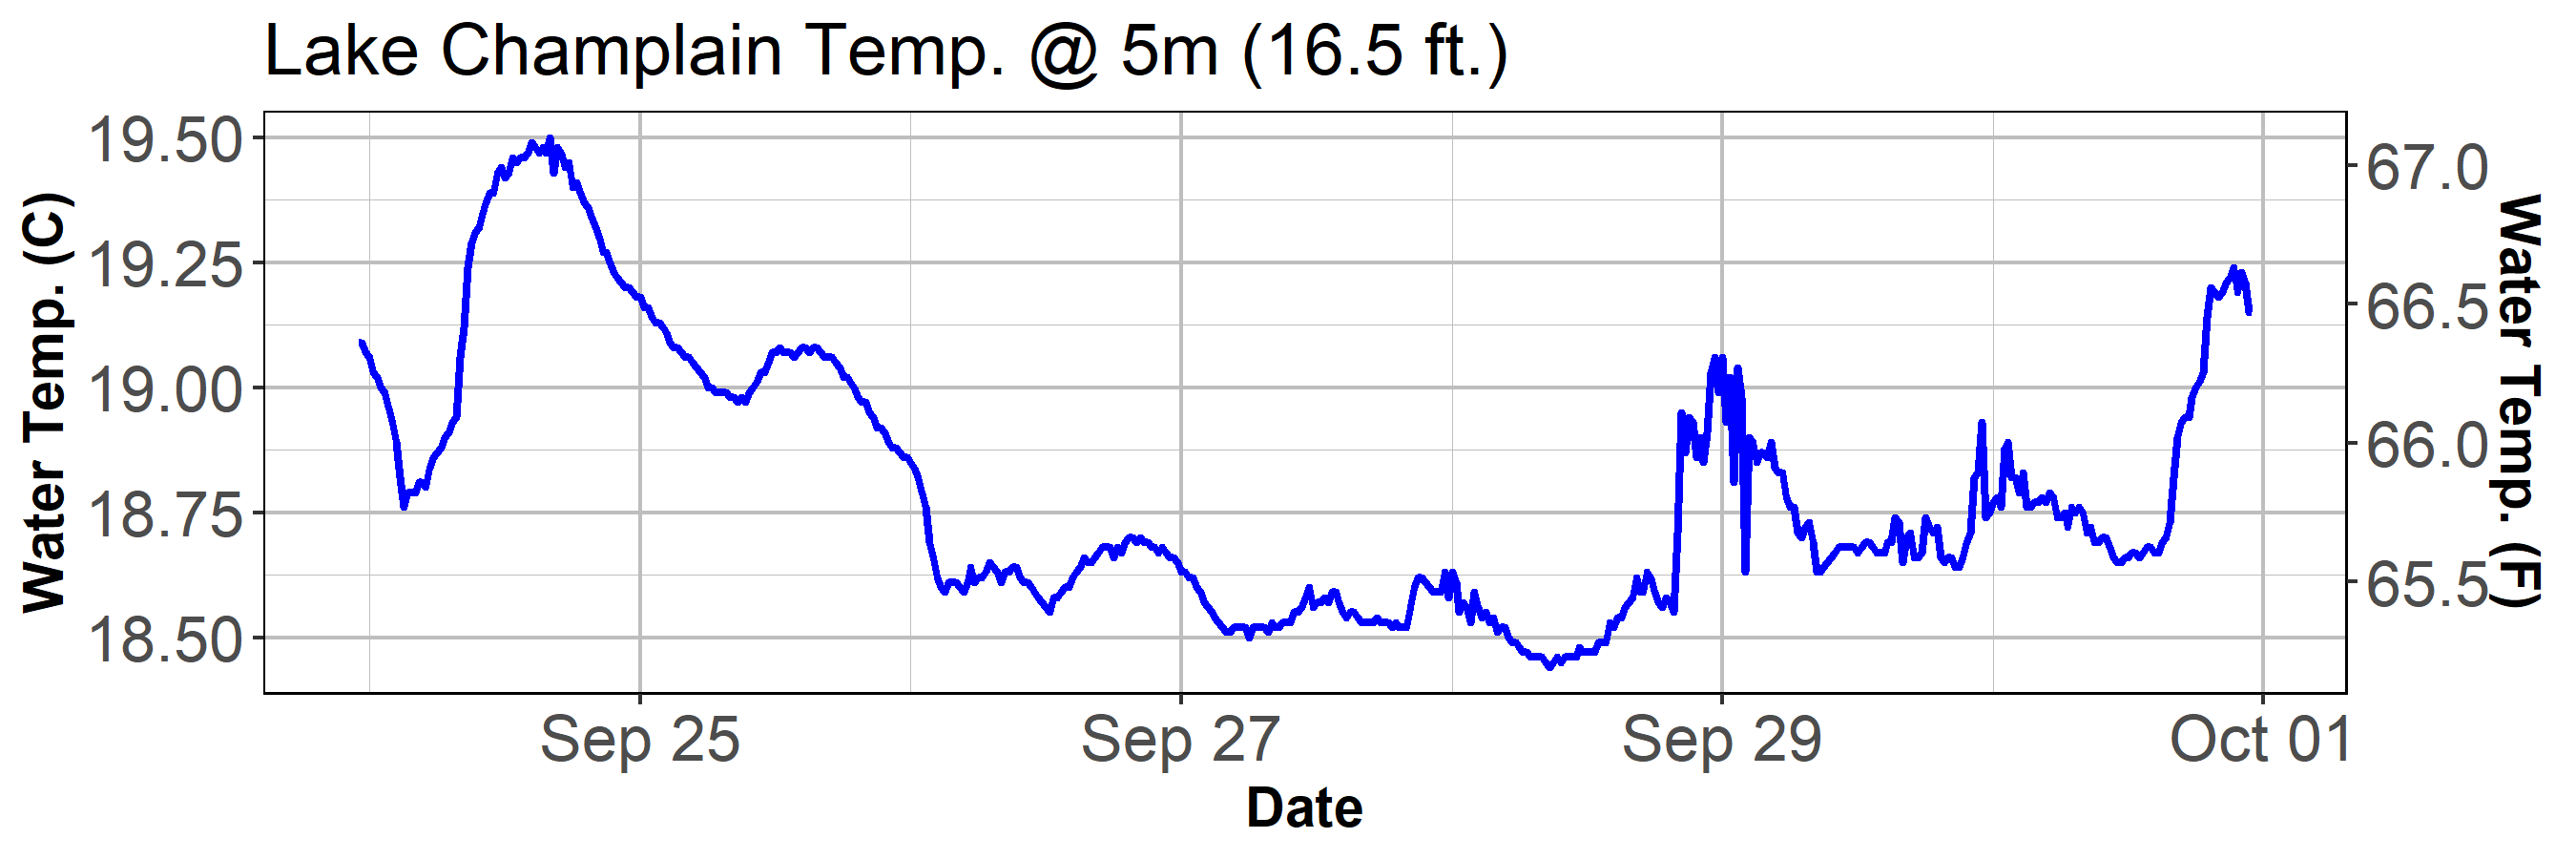 Lake Champlain Temp. @ 5m (16.5 ft.)
Water Temp. (C)
19.50
19.25
19.00
18.75
18.50
67.0
66.5
66.0
65.5
Water Temp. (F)
Sep 25
Sep 27
Sep 29
Oct 01
Date